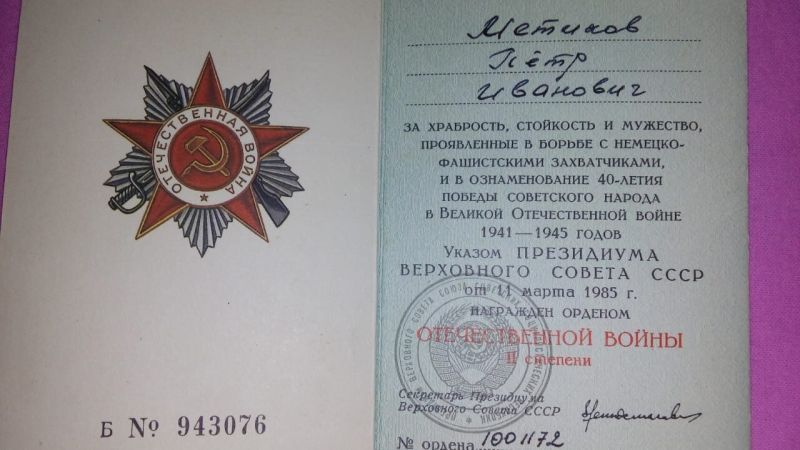 ОТЕЧЕСТВЕННАЯ ВОЙНА
Б № 943076
Метиков
Пётр
Иванович
ЗА ХРАБРОСТЬ, СТОЙКОСТЬ И МУЖЕСТВО,
ПРОЯВЛЕННЫЕ В БОРЬБЕ С НЕМЕЦКО-
ФАШИСТСКИМИ ЗАХВАТЧИКАМИ,
И В ОЗНАМЕНОВАНИЕ 40-ЛЕТИЯ
ПОБЕДЫ СОВЕТСКОГО НАРОДА
В ВЕЛИКОЙ ОТЕЧЕСТВЕННОЙ ВОЙНЕ
1941—1945 ГОДОВ
УКАЗОМ ПРЕЗИДИУМА
ВЕРХОВНОГО СОВЕТА СССР
от 11 марта 1985 г.
НАГРАЖДЕН ОРДЕНОМ
ОТЕЧЕСТВЕННОЙ ВОЙНЫ
II степени
Секретарь Президиума
Верховного Совета СССР
№ ордена 1001172